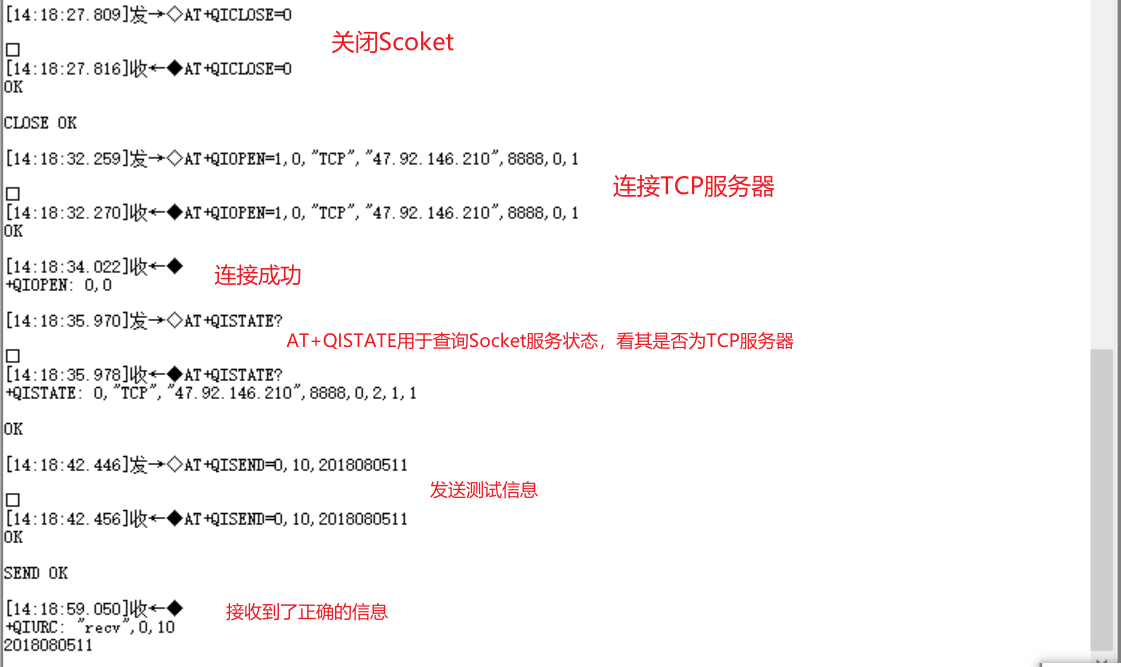 [14:18:27.809]发→◇AT+QICLOSE=0
关闭Scoket
□
[14:18:27.816]收←◆AT+QICLOSE=0
OK
CLOSE OK
[14:18:32.259]发→◇AT+QIOPEN=1,0,"TCP","47.92.146.210",8888,0,1
连接TCP服务器
□
[14:18:32.270]收←◆AT+QIOPEN=1,0,"TCP","47.92.146.210",8888,0,1
OK
[14:18:34.022]收←◆
连接成功
+QIOPEN: 0,0
[14:18:35.970]发→◇AT+QISTATE?
AT+QISTATE用于查询Socket服务状态，看其是否为TCP服务器
□
[14:18:35.978]收←◆AT+QISTATE?
+QISTATE: 0,"TCP","47.92.146.210",8888,0,2,1,1
OK
[14:18:42.446]发→◇AT+QISEND=0,10,2018080511
发送测试信息
□
[14:18:42.456]收←◆AT+QISEND=0,10,2018080511
OK
SEND OK
[14:18:59.050]收←◆
接收到了正确的信息
+QIURC: "recv",0,10
2018080511